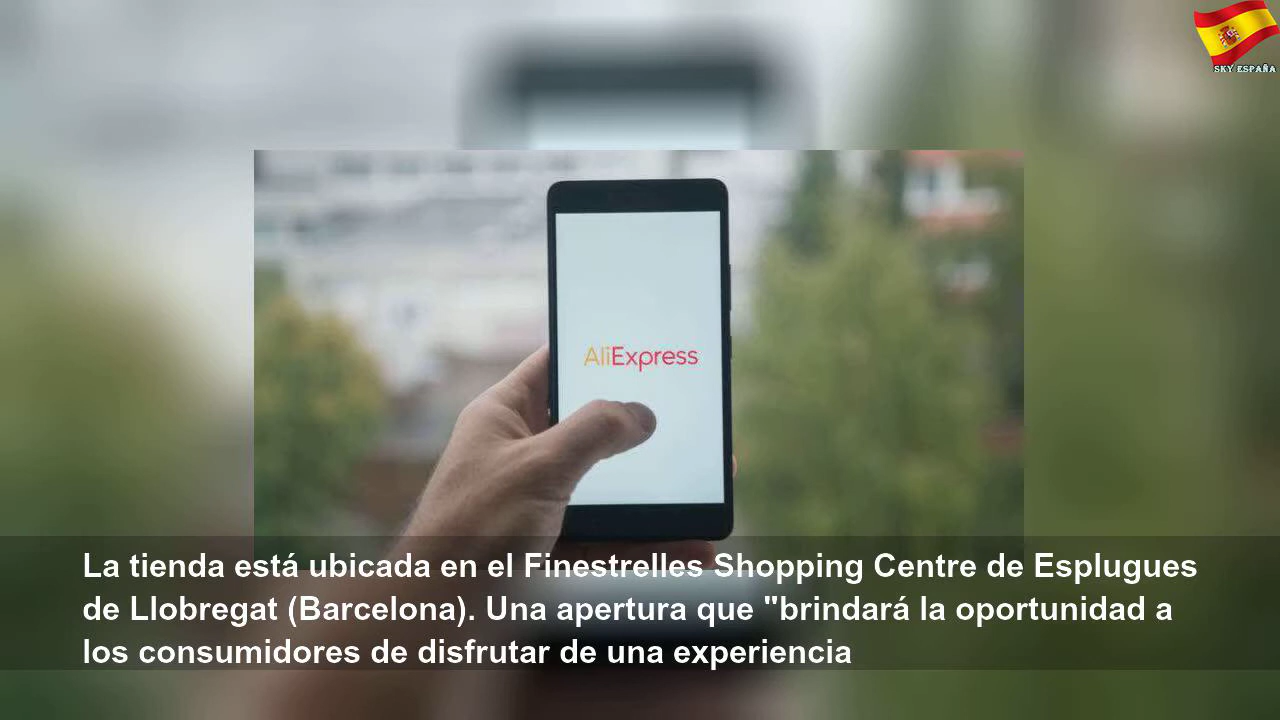 SKY ESPAÑA
AliExpress
La tienda está ubicada en el Finestrelles Shopping Centre de Esplugues
de Llobregat (Barcelona). Una apertura que "brindará la oportunidad a
los consumidores de disfrutar de una experiencia